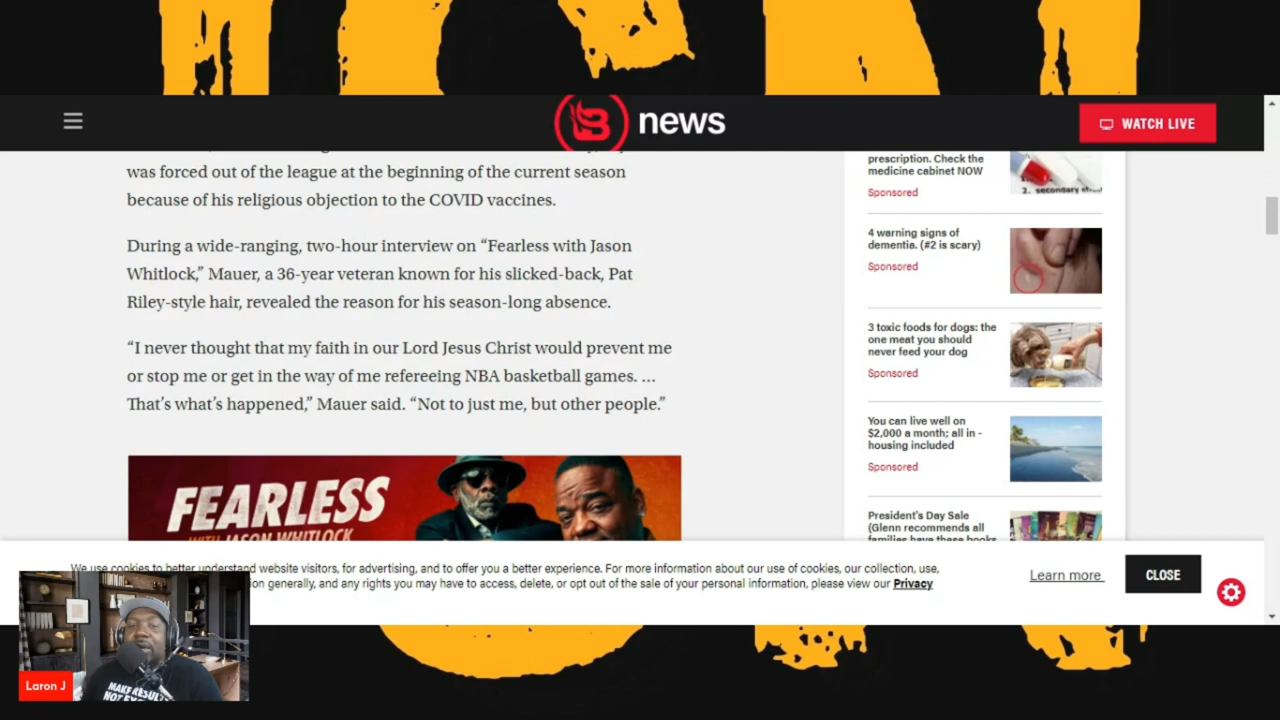 news
WATCH LIVE
was forced out of the league at the beginning of the current season
because of his religious objection to the COVID vaccines.
During a wide-ranging, two-hour interview on “Fearless with Jason
Whitlock,” Mauer, a 36-year veteran known for his slicked-back, Pat
Riley-style hair, revealed the reason for his season-long absence.
“I never thought that my faith in our Lord Jesus Christ would prevent me
or stop me or get in the way of me refereeing NBA basketball games. …
That’s what’s happened,” Mauer said. “Not to just me, but other people.”
FEARLESS
WITH JASON WHITLOCK
prescription. Check the
medicine cabinet NOW
Sponsored
2. secondary
4 warning signs of
dementia. (#2 is scary)
Sponsored
3 toxic foods for dogs: the
one meat you should
never feed your dog
Sponsored
You can live well on
$2,000 a month; all in -
housing included
Sponsored
President's Day Sale
(Glenn recommends all
families have these books
We use cookies to better understand website visitors, for advertising, and to offer you a better experience. For more information about our use of cookies, our collection, use,
on generally, and any rights you may have to access, delete, or opt out of the sale of your personal information, please view our Privacy
Learn more
CLOSE
Laron J
MAKE RESULTS
NOT